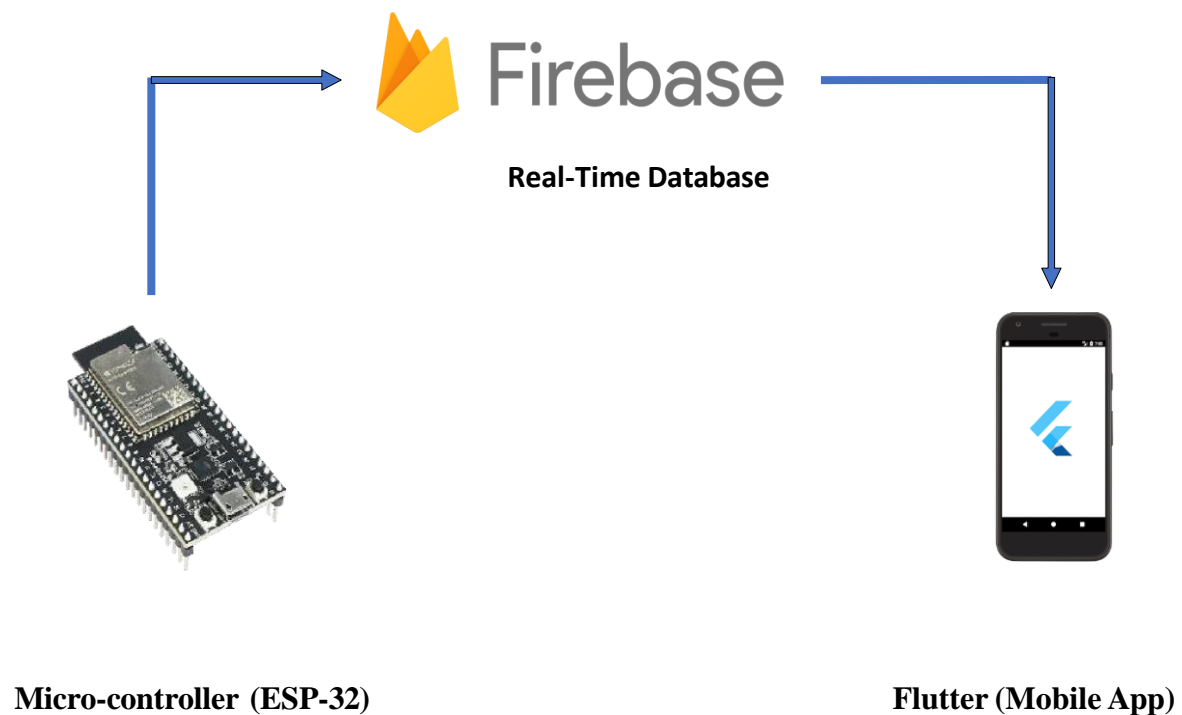 Firebase
Real-Time Database
Micro-controller (ESP-32)
Flutter (Mobile App)